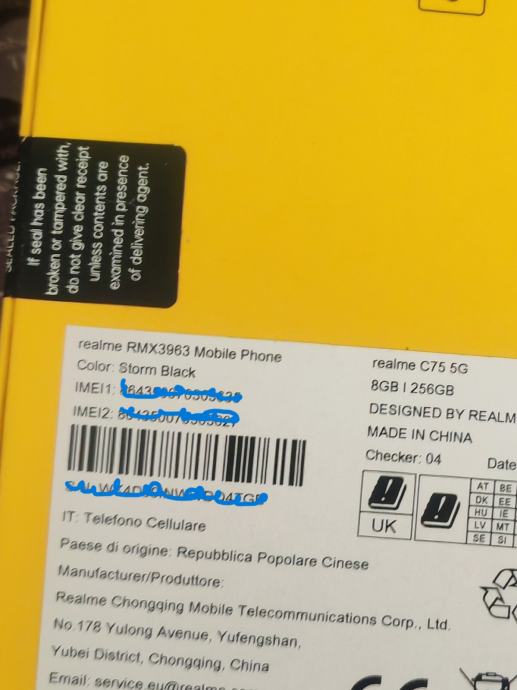 SEALED PACKAGE.
If seal has been
broken or tampered with,
do not give clear receipt
unless contents are
examined in presence
of delivering agent.
realme RMX3963 Mobile Phone
Color: Storm Black
IMEI1:
IMEI2:
IT: Telefono Cellulare
Paese di origine: Repubblica Popolare Cinese
Manufacturer/Produttore:
Realme Chongqing Mobile Telecommunications Corp., Ltd.
No.178 Yulong Avenue, Yufengshan,
Yubei District, Chongqing, China
Email:
realme C75 5G
8GB | 256GB
DESIGNED BY REALM
MADE IN CHINA
Checker: 04 Date
UK
AT BE
DK EE
HU IE
LV MT
SE SI
CE